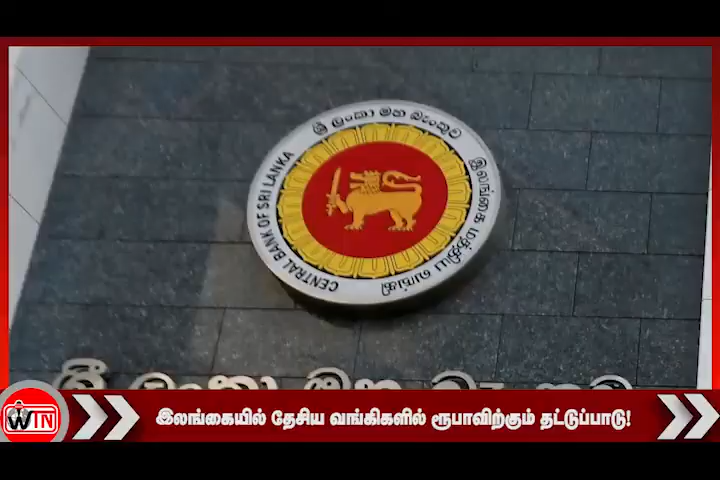 ශ්‍රී ලංකා මහ බැංකුව
இலங்கை மத்திய வங்கி
CENTRAL BANK OF SRI LANKA
WTN
இலங்கையில் தேசிய வங்கிகளில் ரூபாவிற்கும் தட்டுப்பாடு!